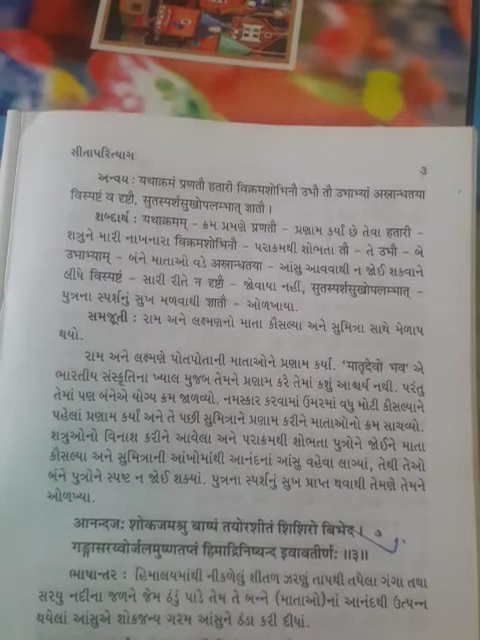 સીતાપરિત્યાગ
૩
અન્વય : યથાક્રમં પ્રણતૌ હતારી વિક્રમશોભિનૌ ઉભૌ તૌ ઉભાભ્યાં અસ્રાન્ધતયા
વિસ્પષ્ટં ન દૃષ્ટૌ, સુતસ્પર્શસુખોપલમ્ભાત્ જ્ઞાતૌ ।
શબ્દાર્થ : યથાક્રમમ્ - ક્રમ પ્રમાણે પ્રણતૌ - પ્રણામ કર્યાં છે તેવા હતારી -
શત્રુને મારી નાખનારા વિક્રમશોભિનૌ - પરાક્રમથી શોભતા તૌ - તે ઉભૌ - બે
ઉભાભ્યામ્ - બંને માતાઓ વડે અસ્રાન્ધતયા - આંસુ આવવાથી ન જોઈ શકવાને
લીધે વિસ્પષ્ટં - સારી રીતે ન દૃષ્ટૌ - જોવાયા નહીં, સુતસ્પર્શસુખોપલમ્ભાત્ -
પુત્રના સ્પર્શનું સુખ મળવાથી જ્ઞાતૌ - ઓળખાયા.
સમજૂતી : રામ અને લક્ષ્મણનો માતા કૌસલ્યા અને સુમિત્રા સાથે મેળાપ
થયો.
રામ અને લક્ષ્મણે પોતપોતાની માતાઓને પ્રણામ કર્યા. ‘માતૃદેવો ભવ’ એ
ભારતીય સંસ્કૃતિના ખ્યાલ મુજબ તેમને પ્રણામ કરે તેમાં કશું આશ્ચર્ય નથી. પરંતુ
તેમાં પણ બંનેએ યોગ્ય ક્રમ જાળવ્યો. નમસ્કાર કરવામાં ઉંમરમાં વધુ મોટી કૌસલ્યાને
પહેલાં પ્રણામ કર્યાં અને તે પછી સુમિત્રાને પ્રણામ કરીને માતાઓનો ક્રમ સાચવ્યો.
શત્રુઓનો વિનાશ કરીને આવેલા અને પરાક્રમથી શોભતા પુત્રોને જોઈને માતા
કૌસલ્યા અને સુમિત્રાની આંખોમાંથી આનંદનાં આંસુ વહેવા લાગ્યાં, તેથી તેઓ
બંને પુત્રોને સ્પષ્ટ ન જોઈ શક્યાં. પુત્રના સ્પર્શનું સુખ પ્રાપ્ત થવાથી તેમણે તેમને
ઓળખ્યા.
आनन्दजः शोकजमश्रु बाष्पं तयोरशीतं शिशिरो बिभेद ।
गङ्गासरय्वोर्जलमुष्णतप्तं हिमाद्रिनिष्यन्द इवावतीर्णः ॥३॥
ભાષાન્તર : હિમાલયમાંથી નીકળેલું શીતળ ઝરણું તાપથી તપેલા ગંગા તથા
સરયુ નદીના જળને જેમ ઠંડું પાડે તેમ તે બન્ને (માતાઓ)નાં આનંદથી ઉત્પન્ન
થયેલાં આંસુએ શોકજન્ય ગરમ આંસુને ઠંડા કરી દીધાં.